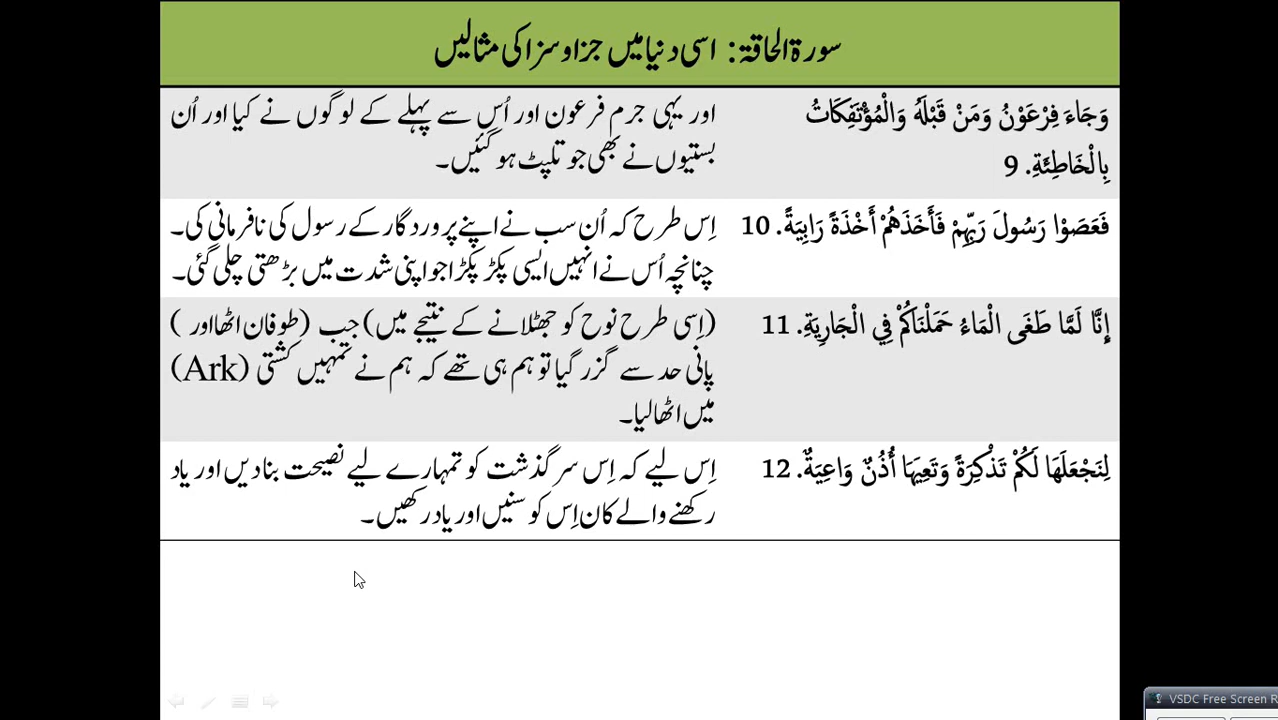 سورۃ الحاقۃ: اسی دنیا میں جزا و سزا کی مثالیں
وَجَاءَ فِرْعَوْنُ وَمَنْ قَبْلَهُ وَالْمُؤْتَفِكَاتُ
بِالْخَاطِئَةِ. 9
اور یہی جرم فرعون اور اُس سے پہلے کے لوگوں نے کیا اور اُن
بستیوں نے بھی جو تلپٹ ہو گئیں۔
فَعَصَوْا رَسُولَ رَبِّهِمْ فَأَخَذَهُمْ أَخْذَةً رَابِيَةً. 10
اِس طرح کہ اُن سب نے اپنے پروردگار کے رسول کی نافرمانی کی۔
چنانچہ اُس نے انہیں ایسی پکڑ پکڑا جو اپنی شدت میں بڑھتی چلی گئی۔
إِنَّا لَمَّا طَغَى الْمَاءُ حَمَلْنَاكُمْ فِي الْجَارِيَةِ. 11
(اِسی طرح نوح کو جھٹلانے کے نتیجے میں) جب (طوفان اٹھا اور )
پانی حد سے گزر گیا تو ہم ہی تھے کہ ہم نے تمہیں کشتی (Ark)
میں اٹھا لیا۔
لِنَجْعَلَهَا لَكُمْ تَذْكِرَةً وَتَعِيَهَا أُذُنٌ وَاعِيَةٌ. 12
اِس لیے کہ اِس سرگذشت کو تمہارے لیے نصیحت بنا دیں اور یاد
رکھنے والے کان اِس کو سنیں اور یاد رکھیں۔
VSDC Free Screen R